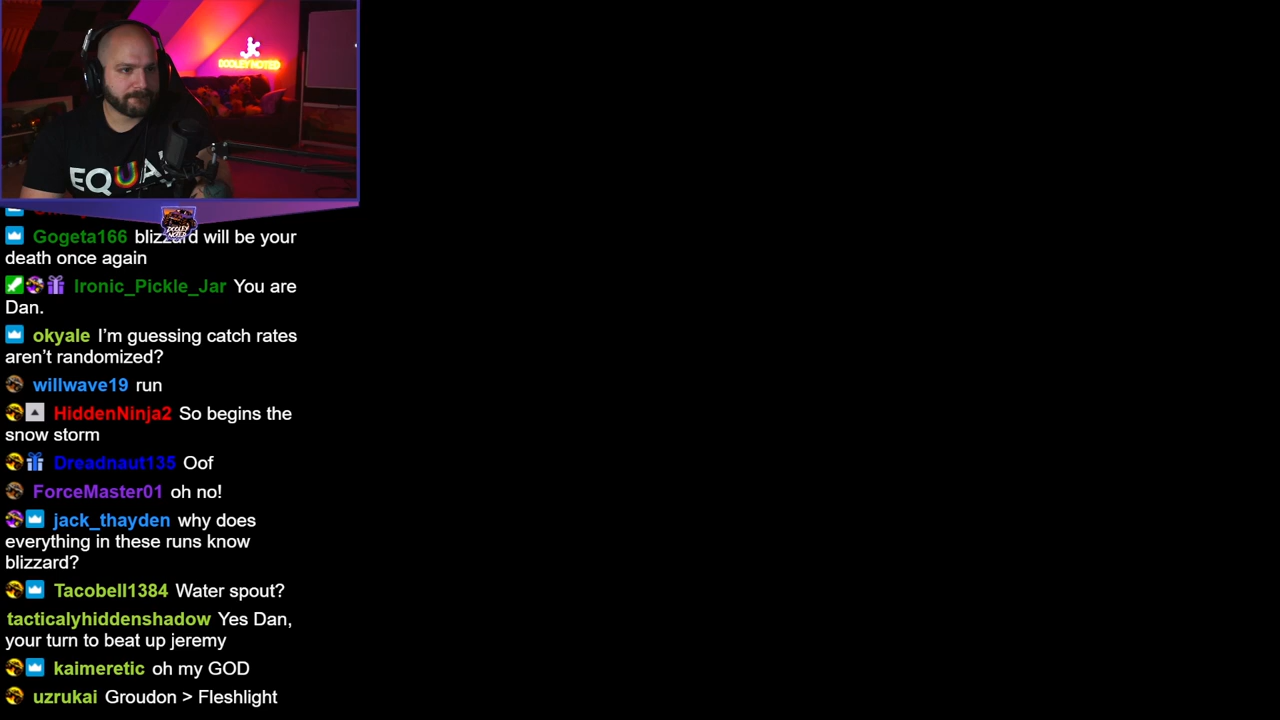 DOOLEY NOTED
EQUAL
DOOLEY
NOTED
Gogeta166 blizzard will be your
death once again
Ironic_Pickle_Jar You are
Dan.
okyale I’m guessing catch rates
aren’t randomized?
willwave19 run
HiddenNinja2 So begins the
snow storm
Dreadnaut135 Oof
ForceMaster01 oh no!
jack_thayden why does
everything in these runs know
blizzard?
Tacobell1384 Water spout?
tacticalyhiddenshadow Yes Dan,
your turn to beat up jeremy
kaimeretic oh my GOD
uzrukai Groudon > Fleshlight